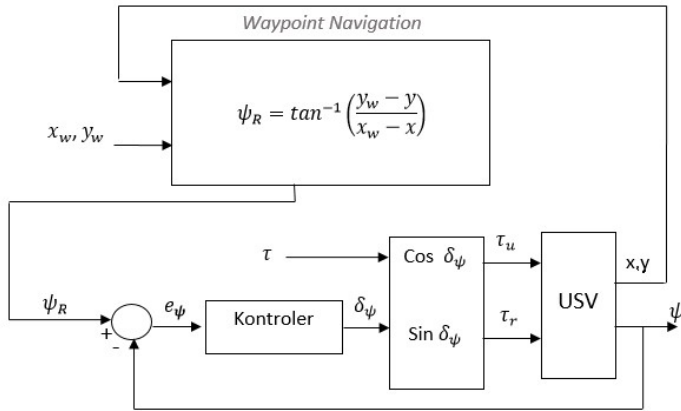 Waypoint Navigation
ψ_R = tan⁻¹((y_w − y)/(x_w − x))
x_w, y_w
τ
Cos δ_ψ
τ_u
x,y
USV
ψ_R
e_ψ
Kontroler
δ_ψ
Sin δ_ψ
τ_r
ψ
+
-